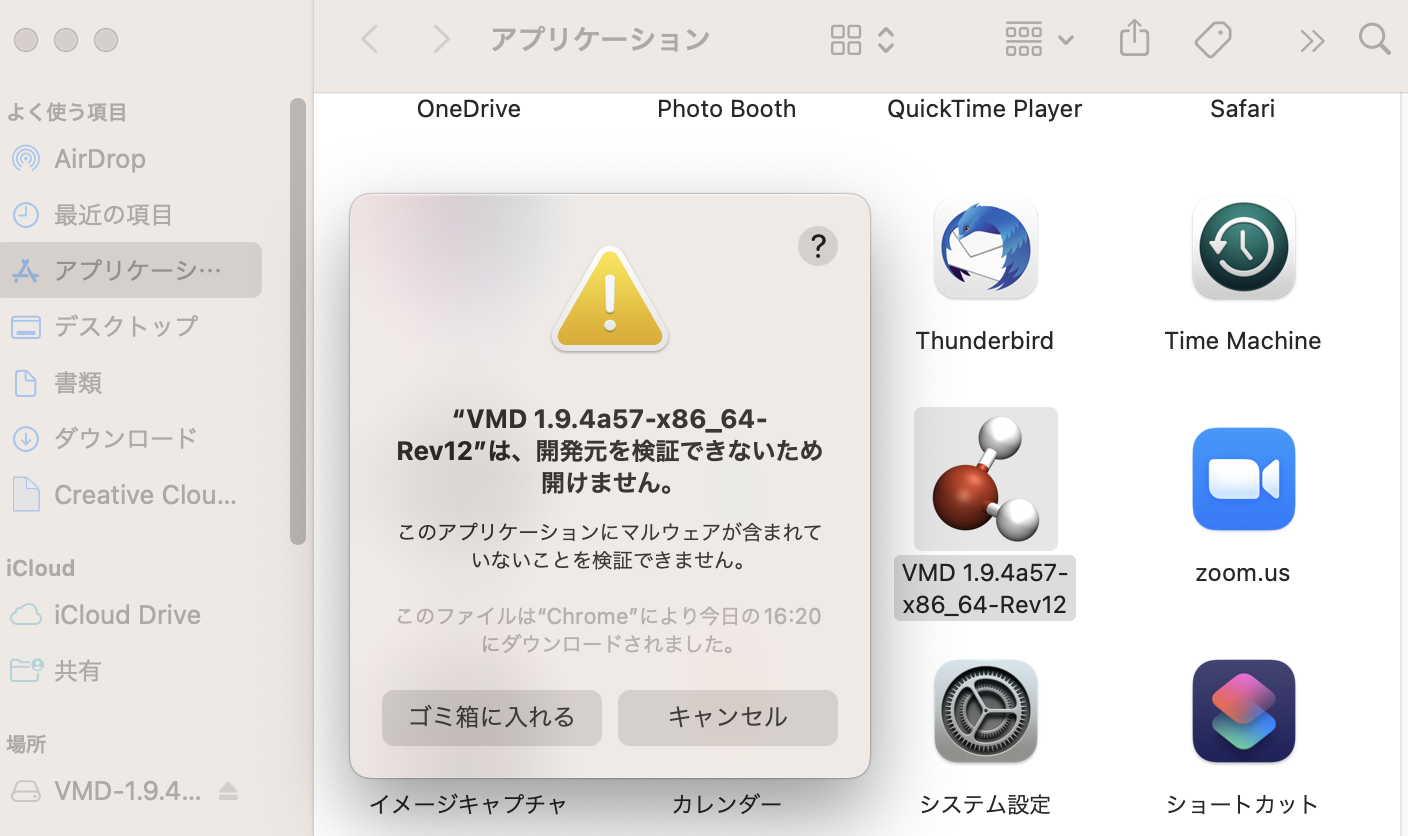 アプリケーション
よく使う項目
AirDrop
最近の項目
アプリケーシ…
デスクトップ
書類
ダウンロード
Creative Clou...
iCloud
iCloud Drive
共有
場所
VMD-1.9.4...
OneDrive
Photo Booth
QuickTime Player
Safari
?
“VMD 1.9.4a57-x86_64-
Rev12”は、開発元を検証できないため
開けません。
このアプリケーションにマルウェアが含まれて
いないことを検証できません。
このファイルは“Chrome”により今日の16:20
にダウンロードされました。
ゴミ箱に入れる
キャンセル
Thunderbird
Time Machine
VMD 1.9.4a57-
x86_64-Rev12
zoom.us
イメージキャプチャ
カレンダー
システム設定
ショートカット